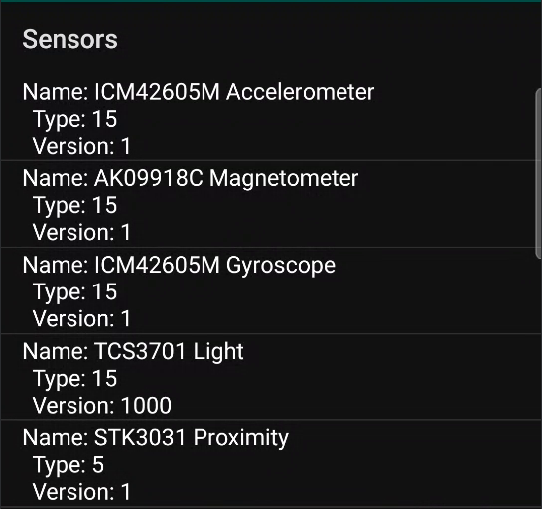 Sensors
Name: ICM42605M Accelerometer
Type: 15
Version: 1
Name: AK09918C Magnetometer
Type: 15
Version: 1
Name: ICM42605M Gyroscope
Type: 15
Version: 1
Name: TCS3701 Light
Type: 15
Version: 1000
Name: STK3031 Proximity
Type: 5
Version: 1